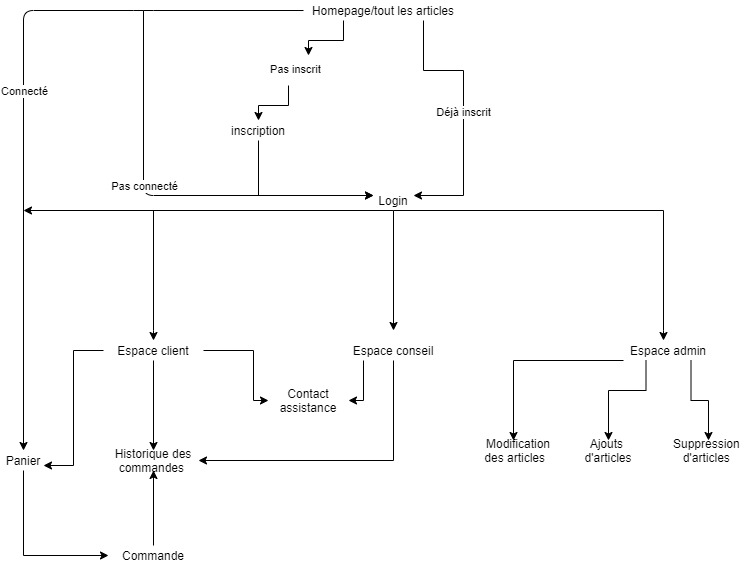 Homepage/tout les articles
Pas inscrit
Connecté
Déjà inscrit
inscription
Pas connecté
Login
Espace client
Espace conseil
Espace admin
Contact
assistance
Panier
Historique des
commandes
Modification
des articles
Ajouts
d'articles
Suppression
d'articles
Commande